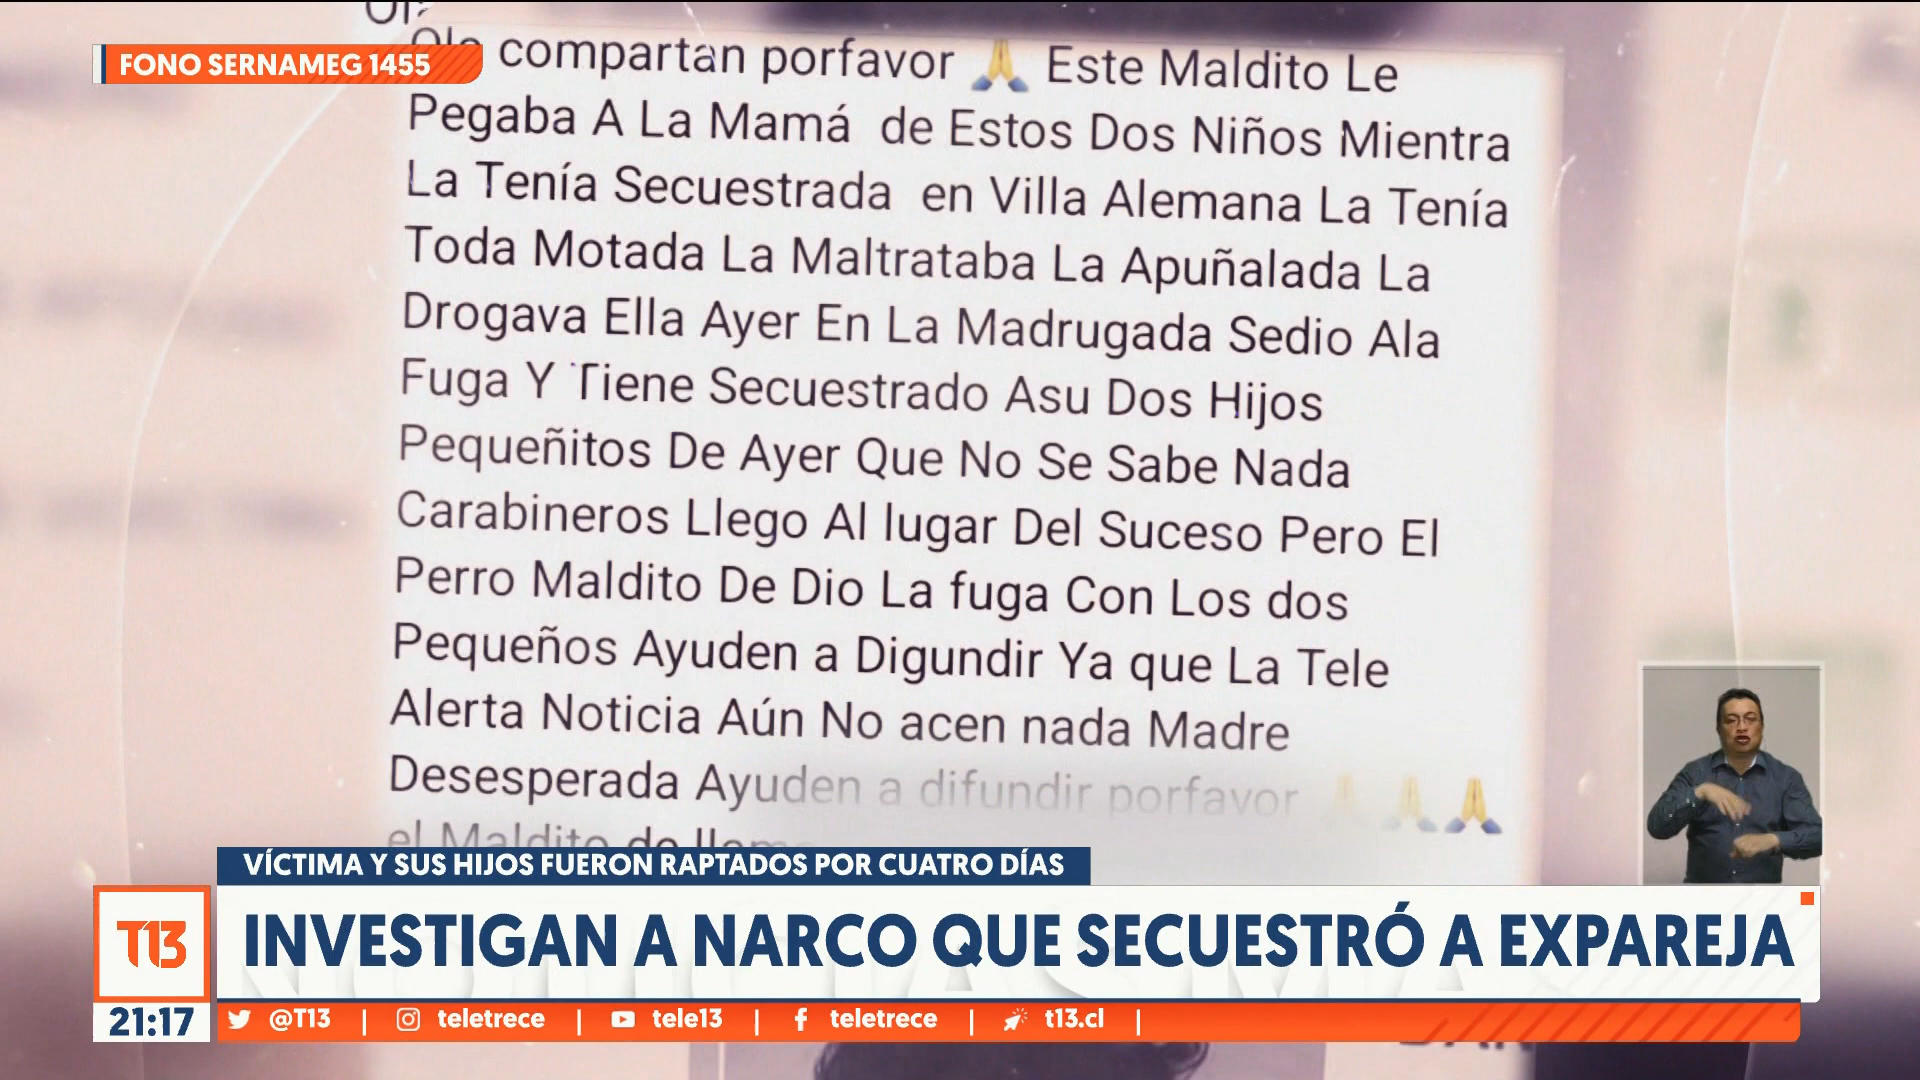 FONO SERNAMEG 1455
Ola compartan porfavor 🙏 Este Maldito Le
Pegaba A La Mamá de Estos Dos Niños Mientra
La Tenía Secuestrada en Villa Alemana La Tenía
Toda Motada La Maltrataba La Apuñalada La
Drogava Ella Ayer En La Madrugada Sedio Ala
Fuga Y Tiene Secuestrado Asu Dos Hijos
Pequeñitos De Ayer Que No Se Sabe Nada
Carabineros Llego Al lugar Del Suceso Pero El
Perro Maldito De Dio La fuga Con Los dos
Pequeños Ayuden a Digundir Ya que La Tele
Alerta Noticia Aún No acen nada Madre
Desesperada Ayuden a difundir porfavor 🙏🙏🙏
el Maldito de
VÍCTIMA Y SUS HIJOS FUERON RAPTADOS POR CUATRO DÍAS
T13
INVESTIGAN A NARCO QUE SECUESTRÓ A EXPAREJA
21:17
@T13 | teletrece | tele13 | teletrece | t13.cl |